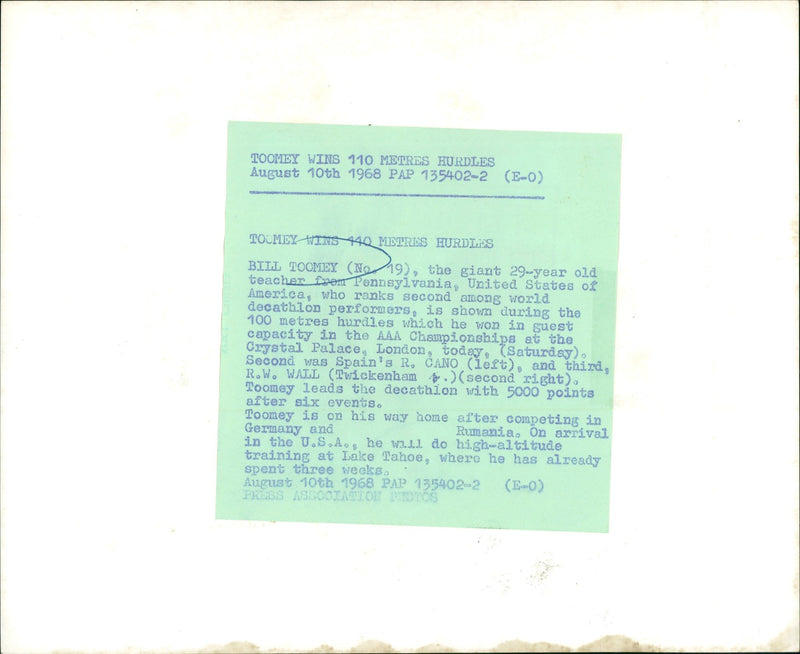 TOOMEY WINS 110 METRES HURDLES
August 10th 1968 PAP 135402-2 (E-O)
TOOMEY WINS 110 METRES HURDLES
BILL TOOMEY (No. 19), the giant 29-year old
teacher from Pennsylvania, United States of
America, who ranks second among world
decathlon performers, is shown during the
100 metres hurdles which he won in guest
capacity in the AAA Championships at the
Crystal Palace, London, today, (Saturday).
Second was Spain's R. CANO (left), and third,
R.W. WALL (Twickenham .)(second right).
Toomey leads the decathlon with 5000 points
after six events.
Toomey is on his way home after competing in
Germany and Rumania. On arrival
in the U.S.A., he will do high-altitude
training at Lake Tahoe, where he has already
spent three weeks.
August 10th 1968 PAP 135402-2 (E-O)
PRESS ASSOCIATION PHOTOS